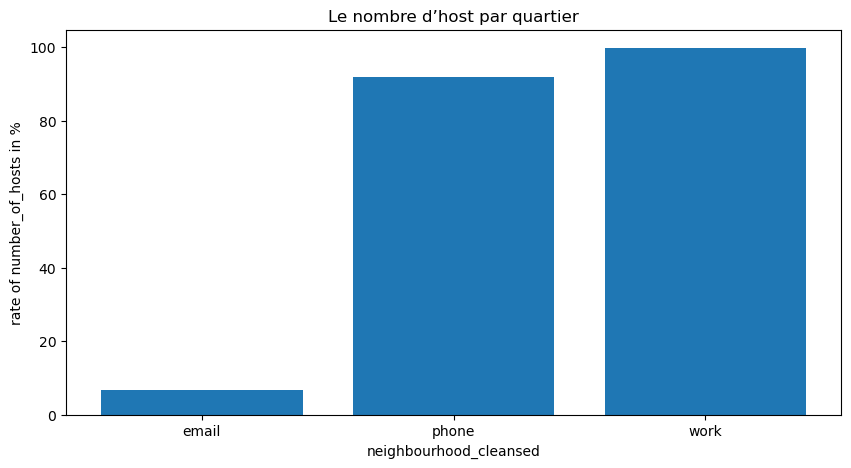 Le nombre d’host par quartier
rate of number_of_hosts in %
100
80
60
40
20
0
email
phone
work
neighbourhood_cleansed